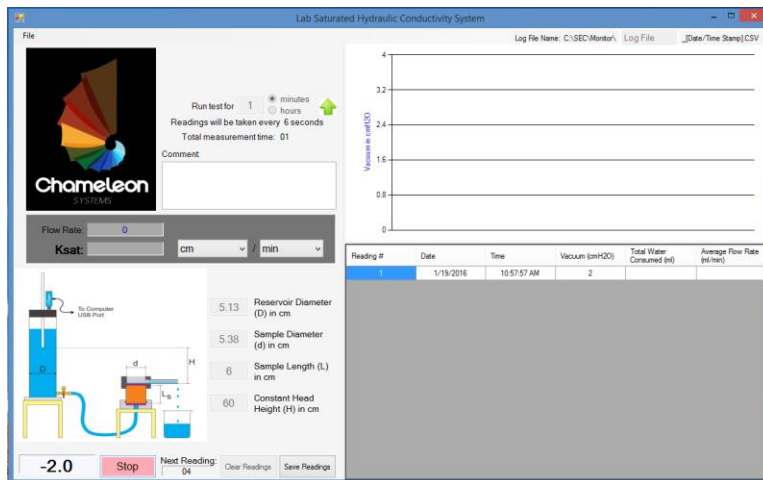 Lab Saturated Hydraulic Conductivity System
File
Log File Name: C:\SEC\Monitor\ Log File _[Date/Time Stamp].CSV
Chameleon
SYSTEMS
Run test for 1 minutes
hours
Readings will be taken every 6 seconds
Total measurement time: 01
Comment:
Flow Rate: 0
Ksat: cm / min
To Computer
USB Port
D
d
H
Ls
5.13 Reservoir Diameter
(D) in cm
5.38 Sample Diameter
(d) in cm
6 Sample Length (L)
in cm
60 Constant Head
Height (H) in cm
-2.0 Stop
Next Reading:
04
Clear Readings Save Readings
Vacuum in cmH2O
4
3.2
2.4
1.6
0.8
0
Reading # Date Time Vacuum (cmH2O) Total Water
Consumed (ml) Average Flow Rate
(ml/min)
1 1/19/2016 10:57:57 AM 2